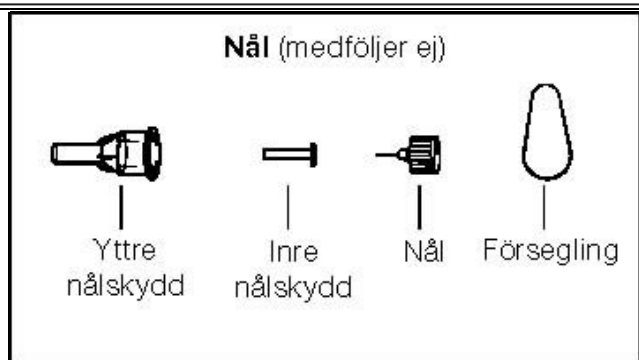 Nål (medföljer ej)
Yttre nålskydd
Inre nålskydd
Nål
Försegling